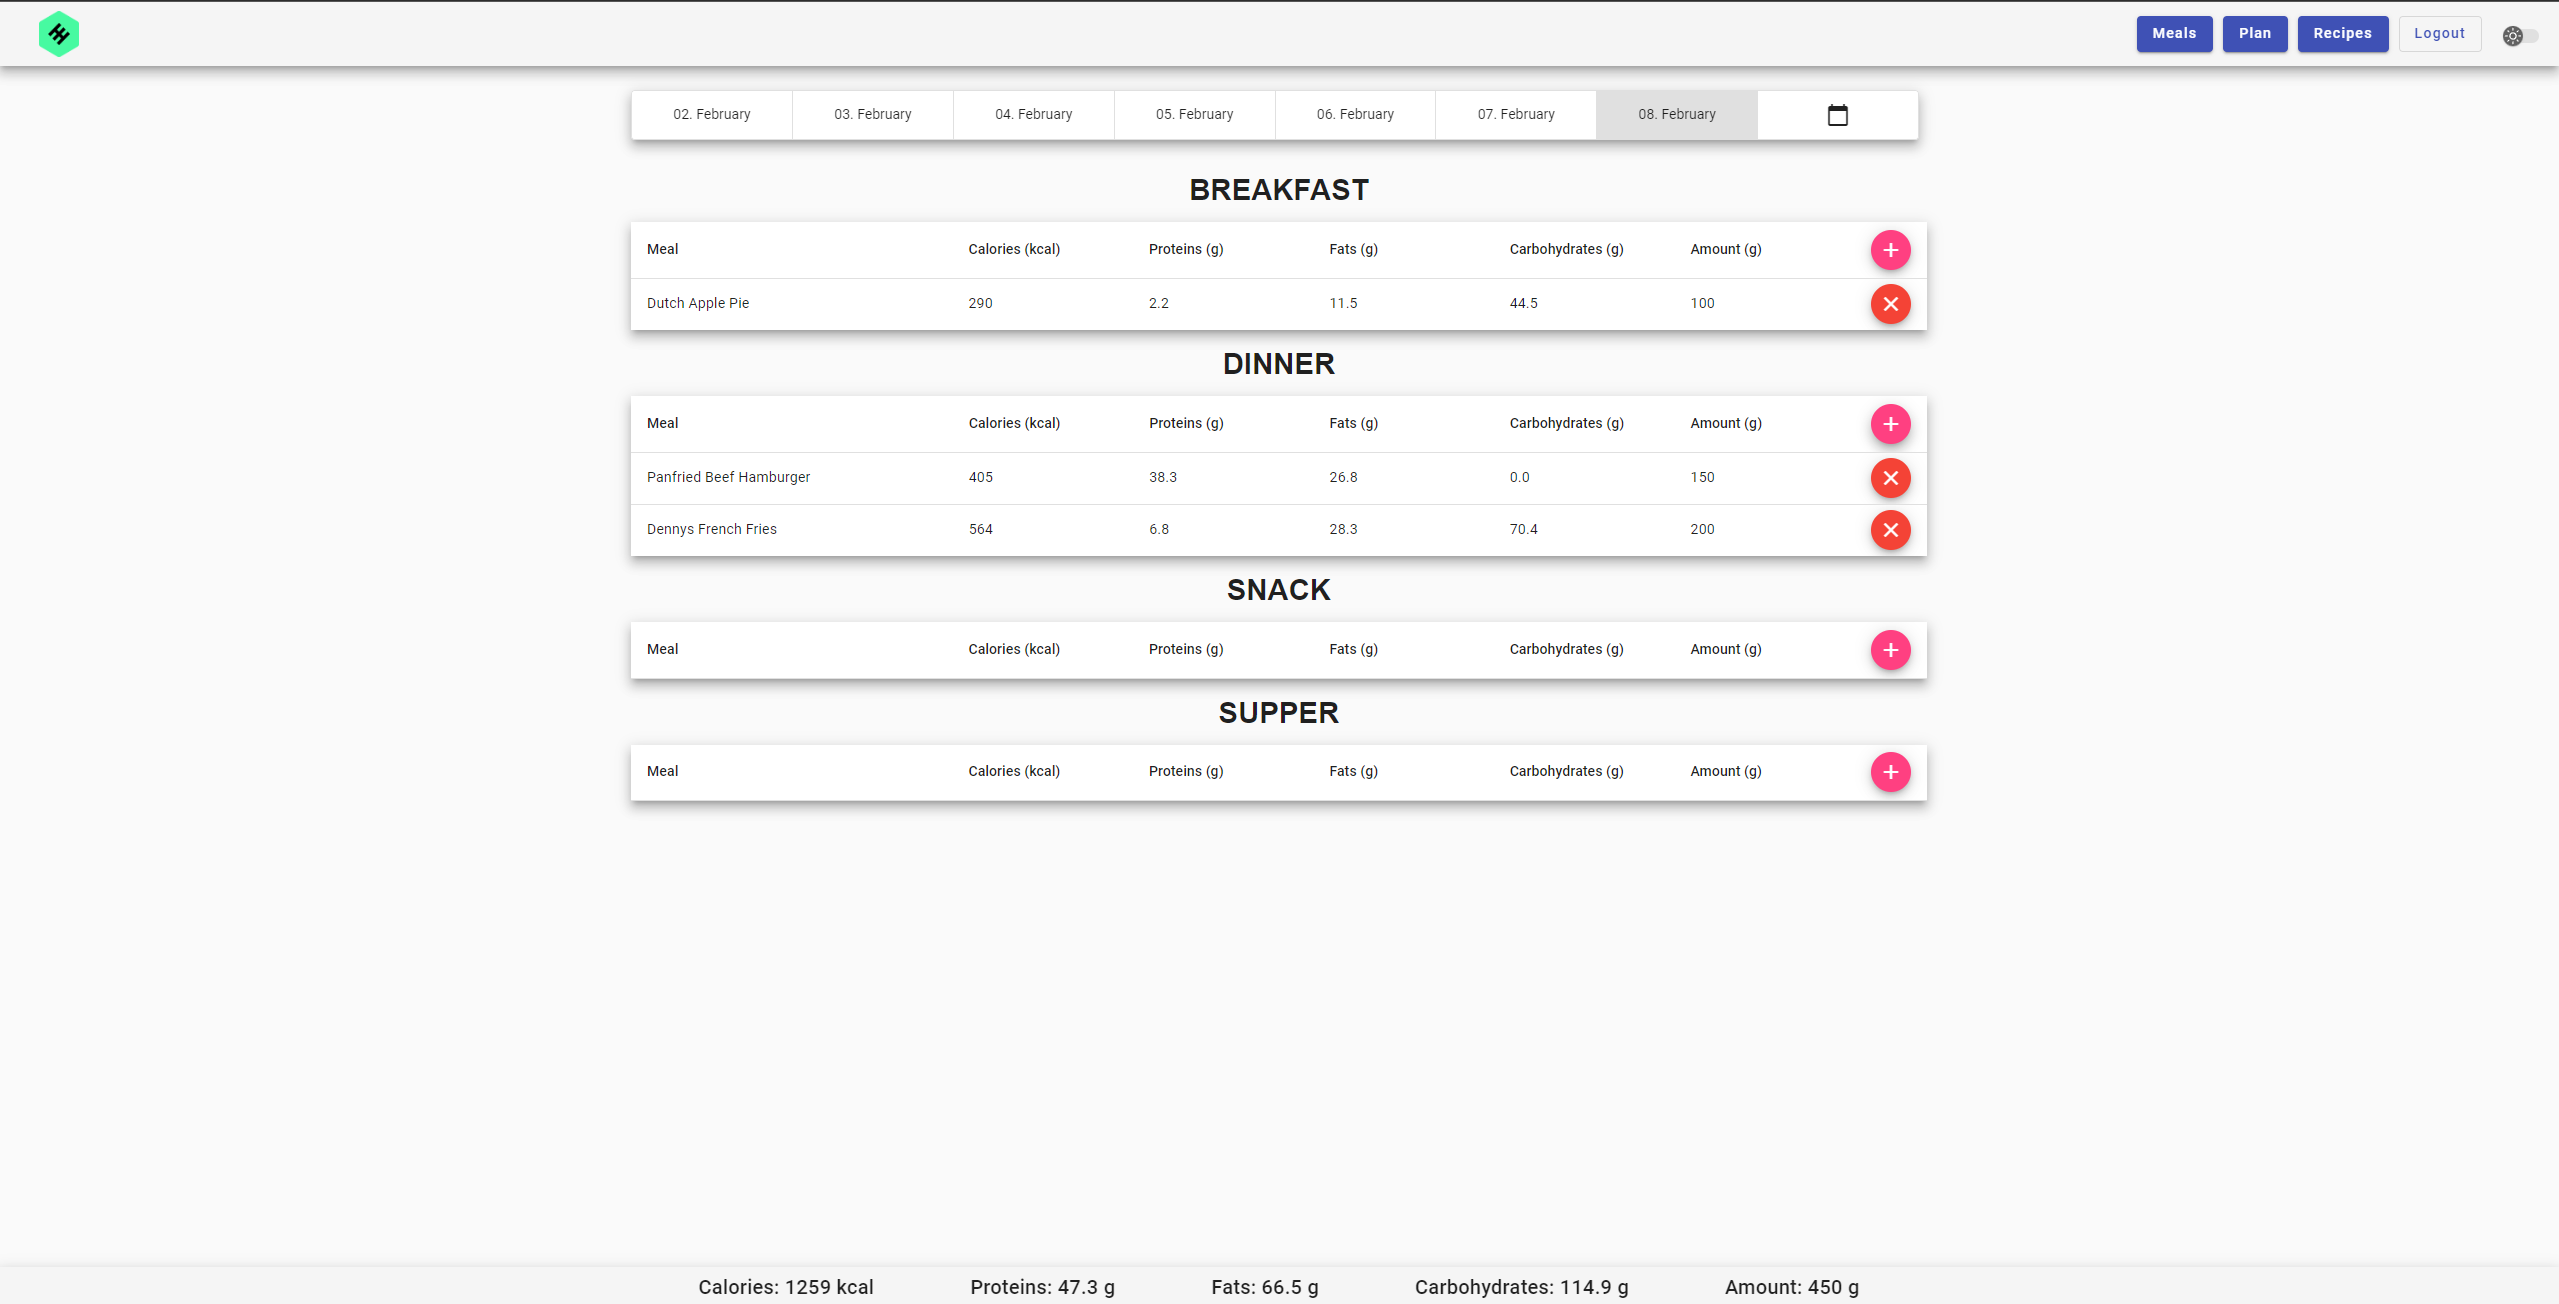 Meals Plan Recipes Logout
02. February 03. February 04. February 05. February 06. February 07. February 08. February
BREAKFAST
Meal Calories (kcal) Proteins (g) Fats (g) Carbohydrates (g) Amount (g)
Dutch Apple Pie 290 2.2 11.5 44.5 100
DINNER
Meal Calories (kcal) Proteins (g) Fats (g) Carbohydrates (g) Amount (g)
Panfried Beef Hamburger 405 38.3 26.8 0.0 150
Dennys French Fries 564 6.8 28.3 70.4 200
SNACK
Meal Calories (kcal) Proteins (g) Fats (g) Carbohydrates (g) Amount (g)
SUPPER
Meal Calories (kcal) Proteins (g) Fats (g) Carbohydrates (g) Amount (g)
Calories: 1259 kcal Proteins: 47.3 g Fats: 66.5 g Carbohydrates: 114.9 g Amount: 450 g